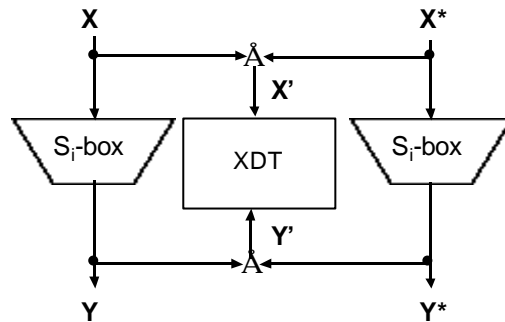 X X*
Å
X'
Sᵢ-box XDT Sᵢ-box
Y'
Å
Y Y*